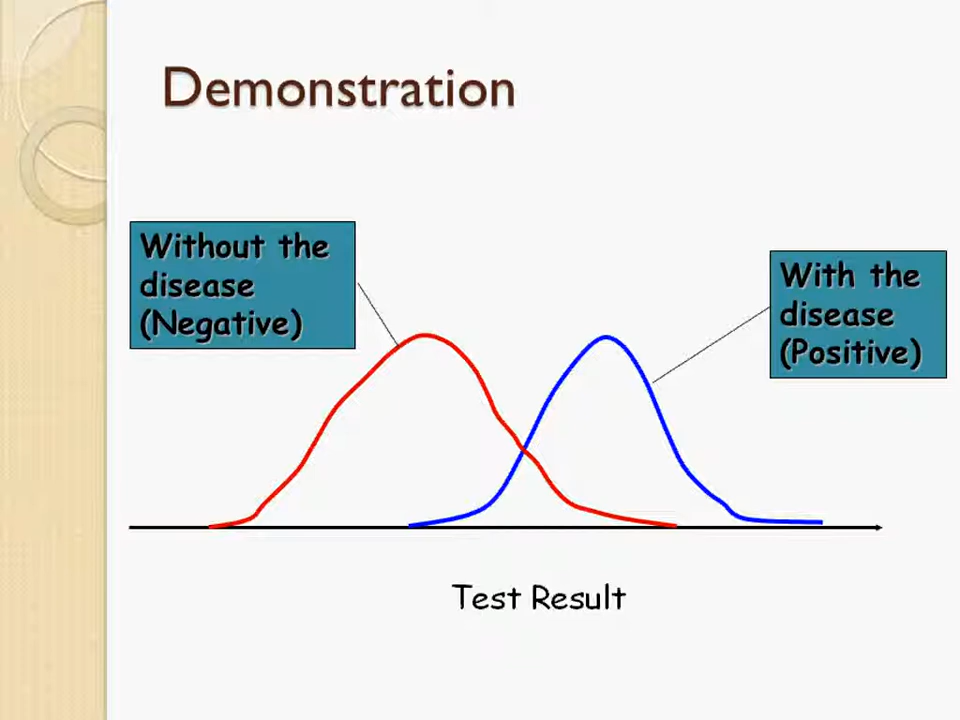 Demonstration
Without the
disease
(Negative)
With the
disease
(Positive)
Test Result